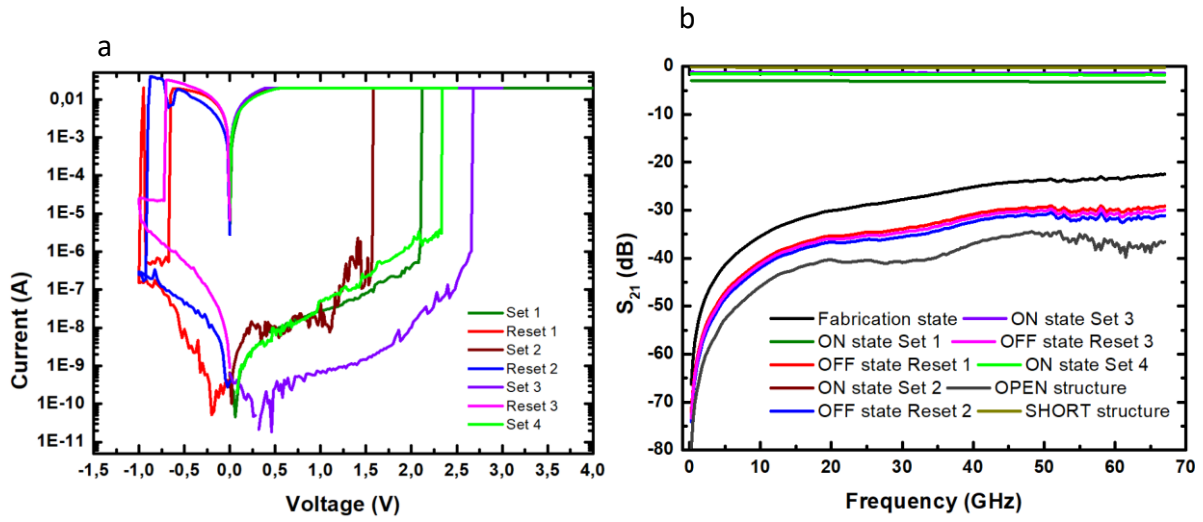 a
0,01
1E-3
1E-4
1E-5
1E-6
1E-7
1E-8
1E-9
1E-10
1E-11
Current (A)
-1,5 -1,0 -0,5 0,0 0,5 1,0 1,5 2,0 2,5 3,0 3,5 4,0
Voltage (V)
Set 1
Reset 1
Set 2
Reset 2
Set 3
Reset 3
Set 4
b
0
-10
-20
-30
-40
-50
-60
-70
-80
S21 (dB)
0 10 20 30 40 50 60 70
Frequency (GHz)
Fabrication state ON state Set 3
ON state Set 1 OFF state Reset 3
OFF state Reset 1 ON state Set 4
ON state Set 2 OPEN structure
OFF state Reset 2 SHORT structure